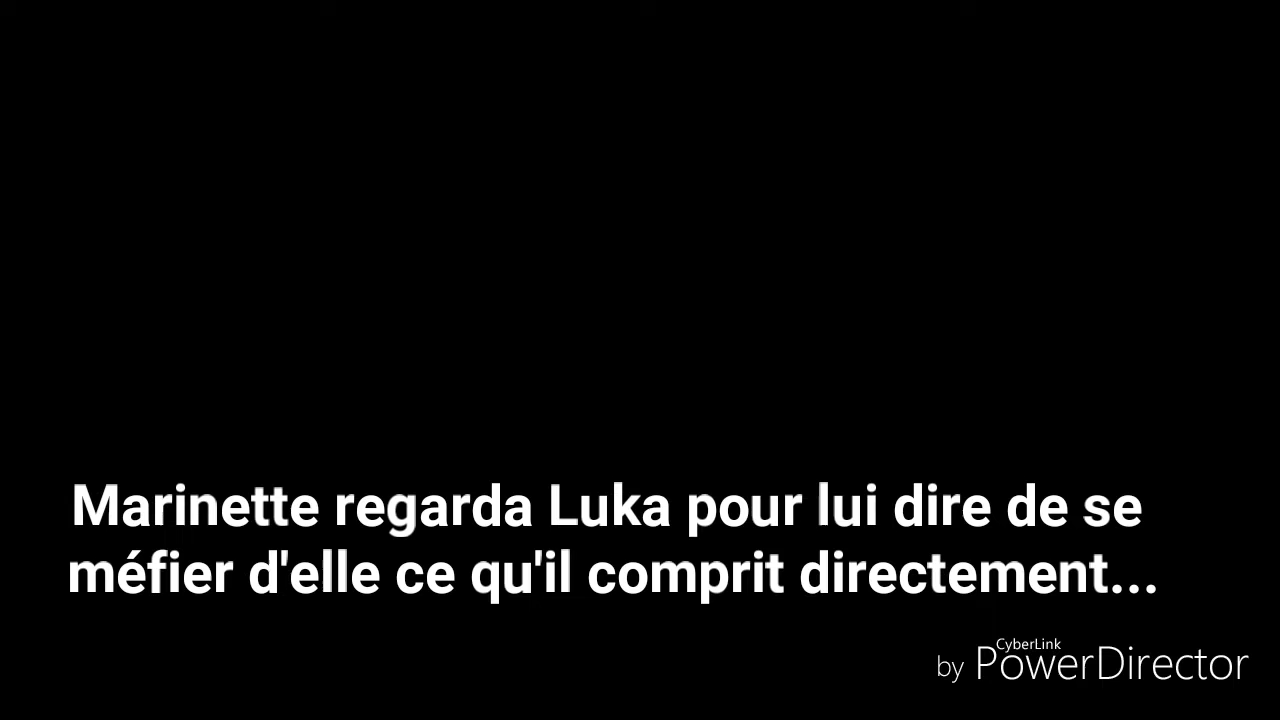 Marinette regarda Luka pour lui dire de se
méfier d'elle ce qu'il comprit directement...
CyberLink
by PowerDirector